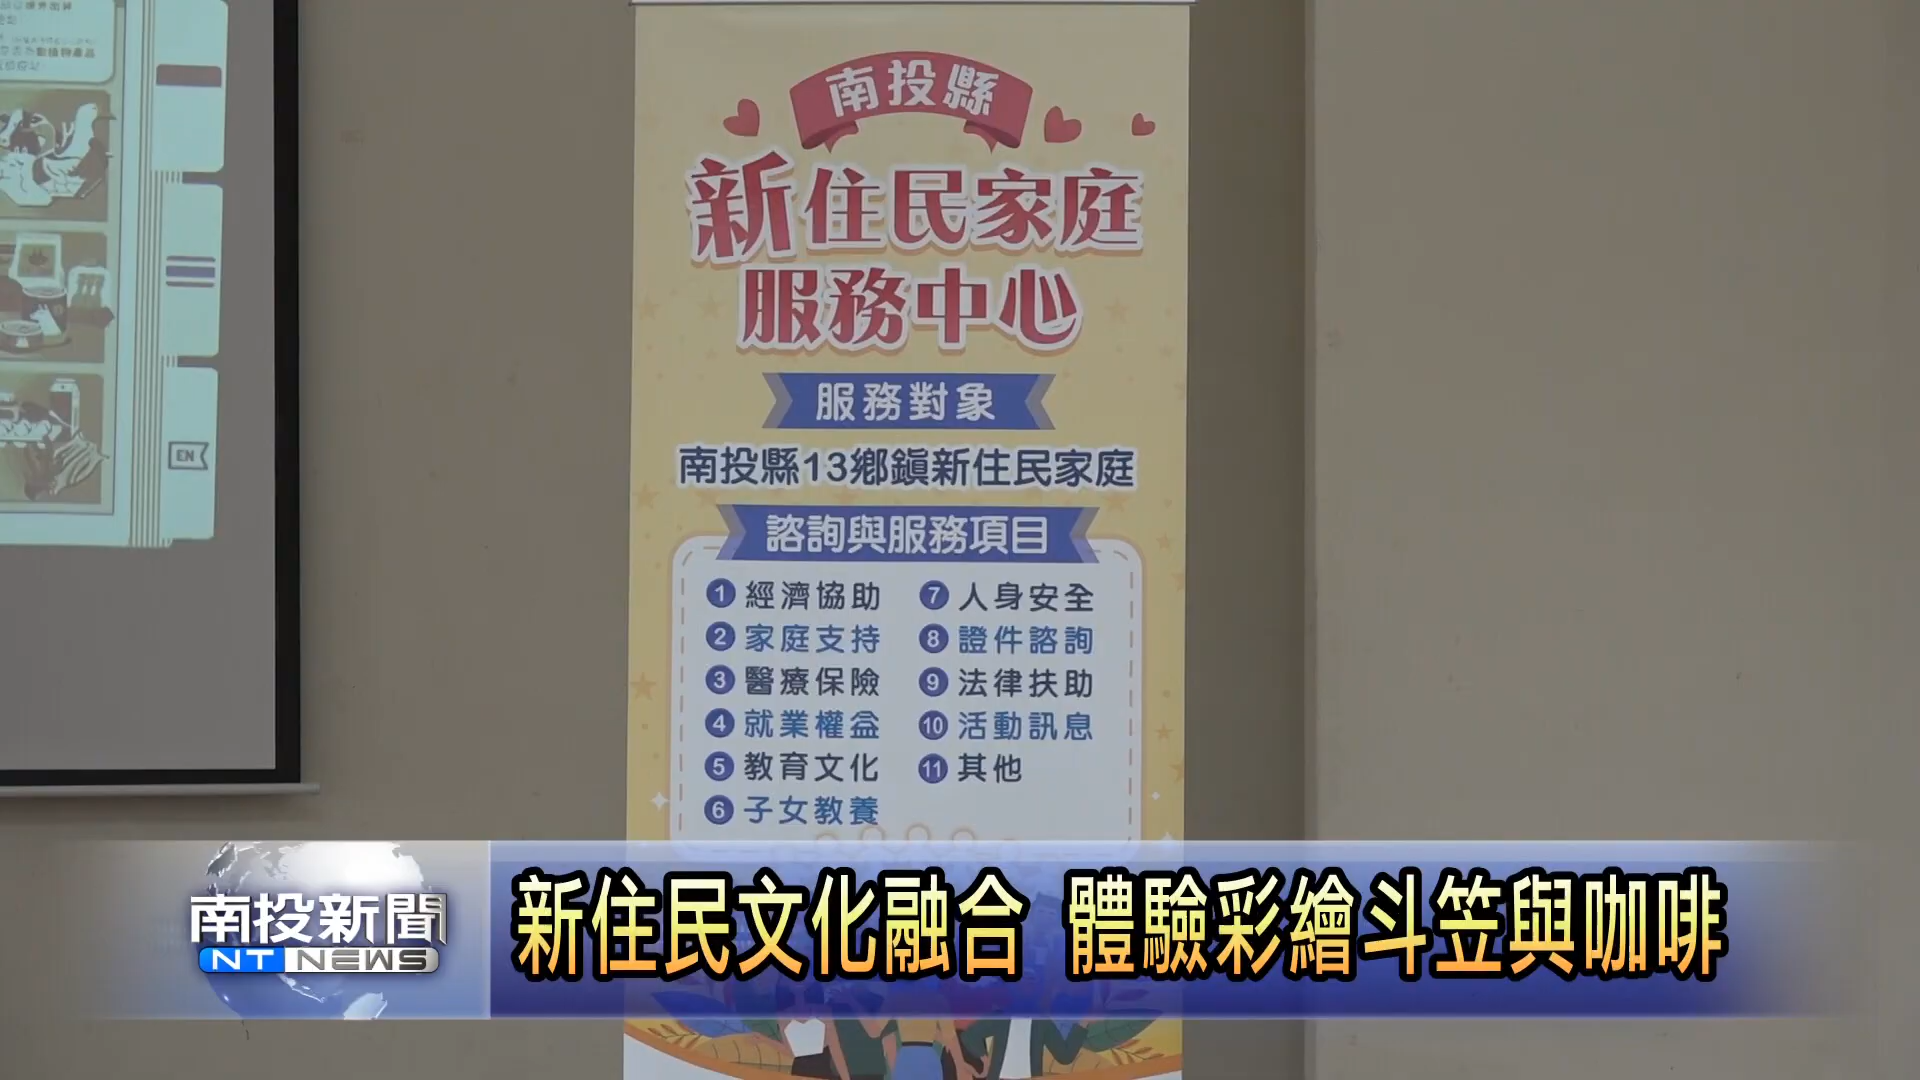 南投縣
新住民家庭
服務中心
服務對象
南投縣13鄉鎮新住民家庭
諮詢與服務項目
1 經濟協助
2 家庭支持
3 醫療保險
4 就業權益
5 教育文化
6 子女教養
7 人身安全
8 證件諮詢
9 法律扶助
10 活動訊息
11 其他
EN
南投新聞
NT NEWS
新住民文化融合 體驗彩繪斗笠與咖啡